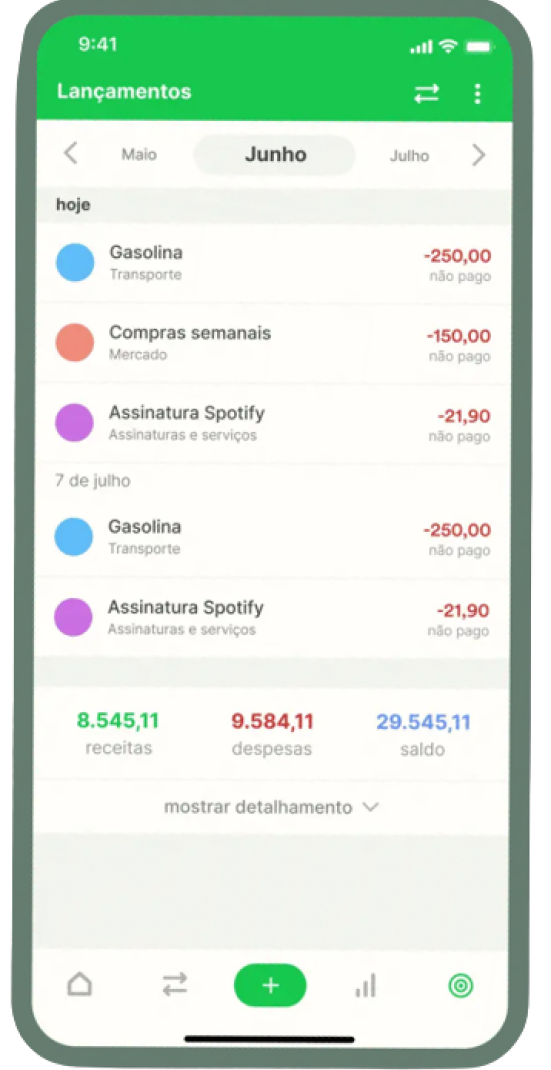 9:41
Lançamentos
Maio Junho Julho
hoje
Gasolina -250,00
Transporte não pago
Compras semanais -150,00
Mercado não pago
Assinatura Spotify -21,90
Assinaturas e serviços não pago
7 de julho
Gasolina -250,00
Transporte não pago
Assinatura Spotify -21,90
Assinaturas e serviços não pago
8.545,11 9.584,11 29.545,11
receitas despesas saldo
mostrar detalhamento